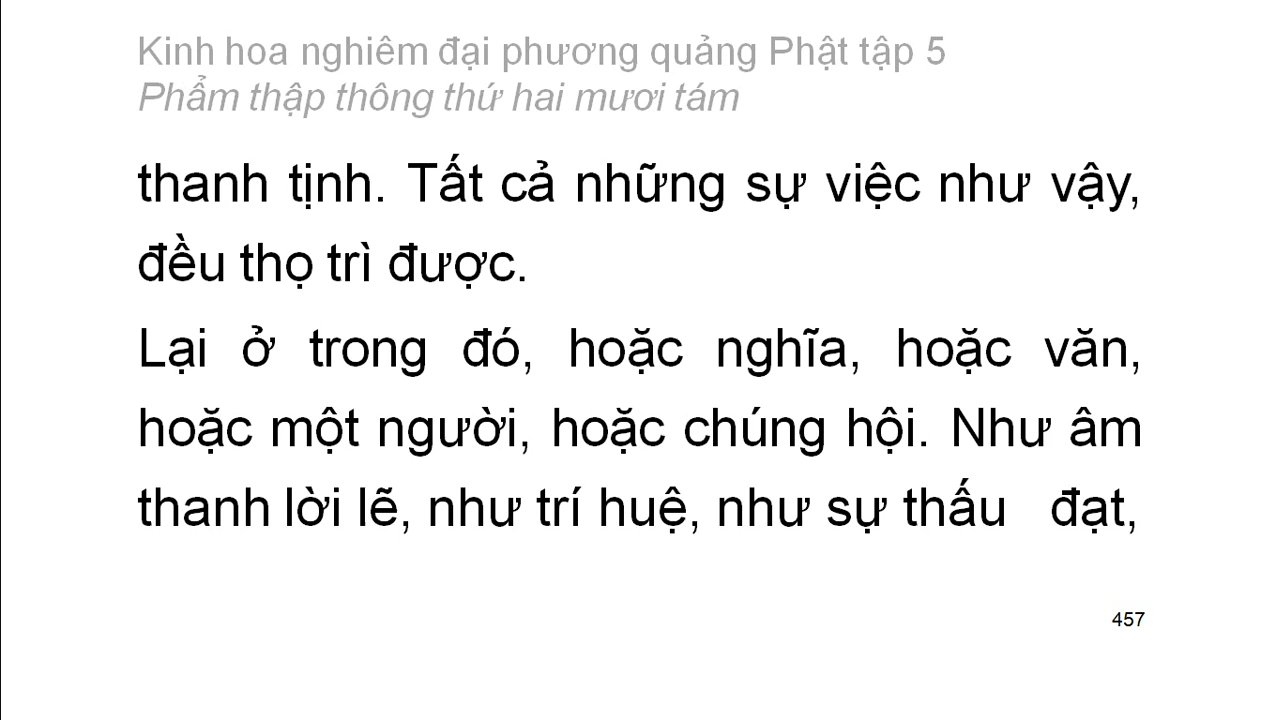 Kinh hoa nghiêm đại phương quảng Phật tập 5
Phẩm thập thông thứ hai mươi tám
thanh tịnh. Tất cả những sự việc như vậy,
đều thọ trì được.
Lại ở trong đó, hoặc nghĩa, hoặc văn,
hoặc một người, hoặc chúng hội. Như âm
thanh lời lẽ, như trí huệ, như sự thấu đạt,
457